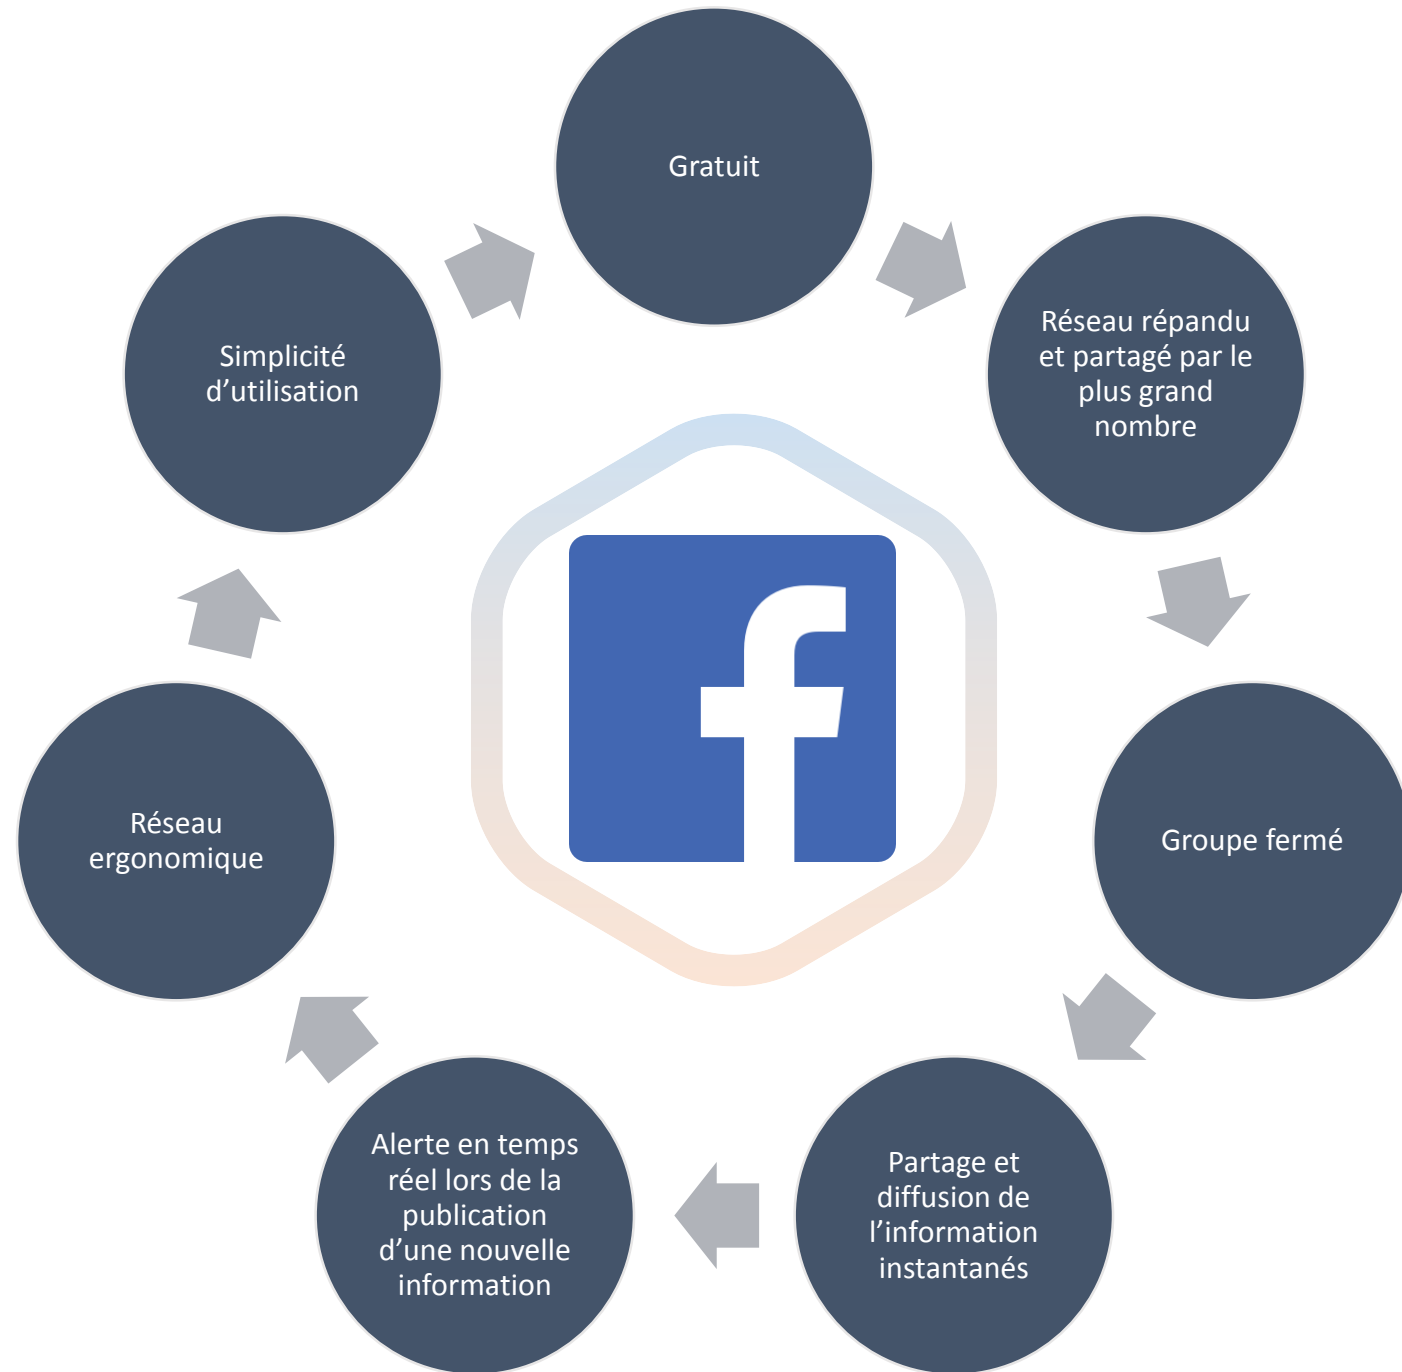 Gratuit
Réseau répandu
et partagé par le
plus grand
nombre
Groupe fermé
Partage et
diffusion de
l’information
instantanés
Alerte en temps
réel lors de la
publication
d’une nouvelle
information
Réseau
ergonomique
Simplicité
d’utilisation
f